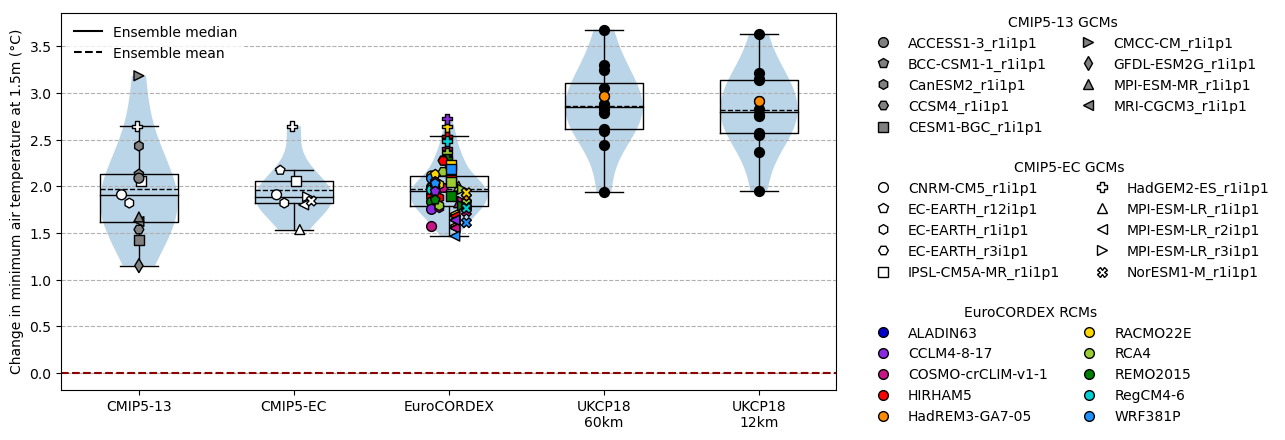 Change in minimum air temperature at 1.5m (°C)
3.5
3.0
2.5
2.0
1.5
1.0
0.5
0.0
Ensemble median
Ensemble mean
CMIP5-13
CMIP5-EC
EuroCORDEX
UKCP18
60km
UKCP18
12km
CMIP5-13 GCMs
ACCESS1-3_r1i1p1
BCC-CSM1-1_r1i1p1
CanESM2_r1i1p1
CCSM4_r1i1p1
CESM1-BGC_r1i1p1
CMCC-CM_r1i1p1
GFDL-ESM2G_r1i1p1
MPI-ESM-MR_r1i1p1
MRI-CGCM3_r1i1p1
CMIP5-EC GCMs
CNRM-CM5_r1i1p1
EC-EARTH_r12i1p1
EC-EARTH_r1i1p1
EC-EARTH_r3i1p1
IPSL-CM5A-MR_r1i1p1
HadGEM2-ES_r1i1p1
MPI-ESM-LR_r1i1p1
MPI-ESM-LR_r2i1p1
MPI-ESM-LR_r3i1p1
NorESM1-M_r1i1p1
EuroCORDEX RCMs
ALADIN63
CCLM4-8-17
COSMO-crCLIM-v1-1
HIRHAM5
HadREM3-GA7-05
RACMO22E
RCA4
REMO2015
RegCM4-6
WRF381P